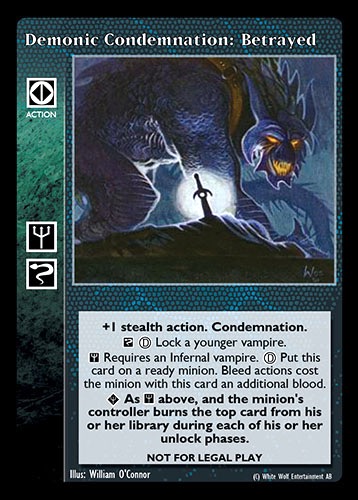 Demonic Condemnation: Betrayed
ACTION
+1 stealth action. Condemnation.
Ⓓ Lock a younger vampire.
Requires an Infernal vampire. Ⓓ Put this
card on a ready minion. Bleed actions cost
the minion with this card an additional blood.
As above, and the minion's
controller burns the top card from his
or her library during each of his or her
unlock phases.
NOT FOR LEGAL PLAY
Illus: William O'Connor
(C) White Wolf Entertainment AB